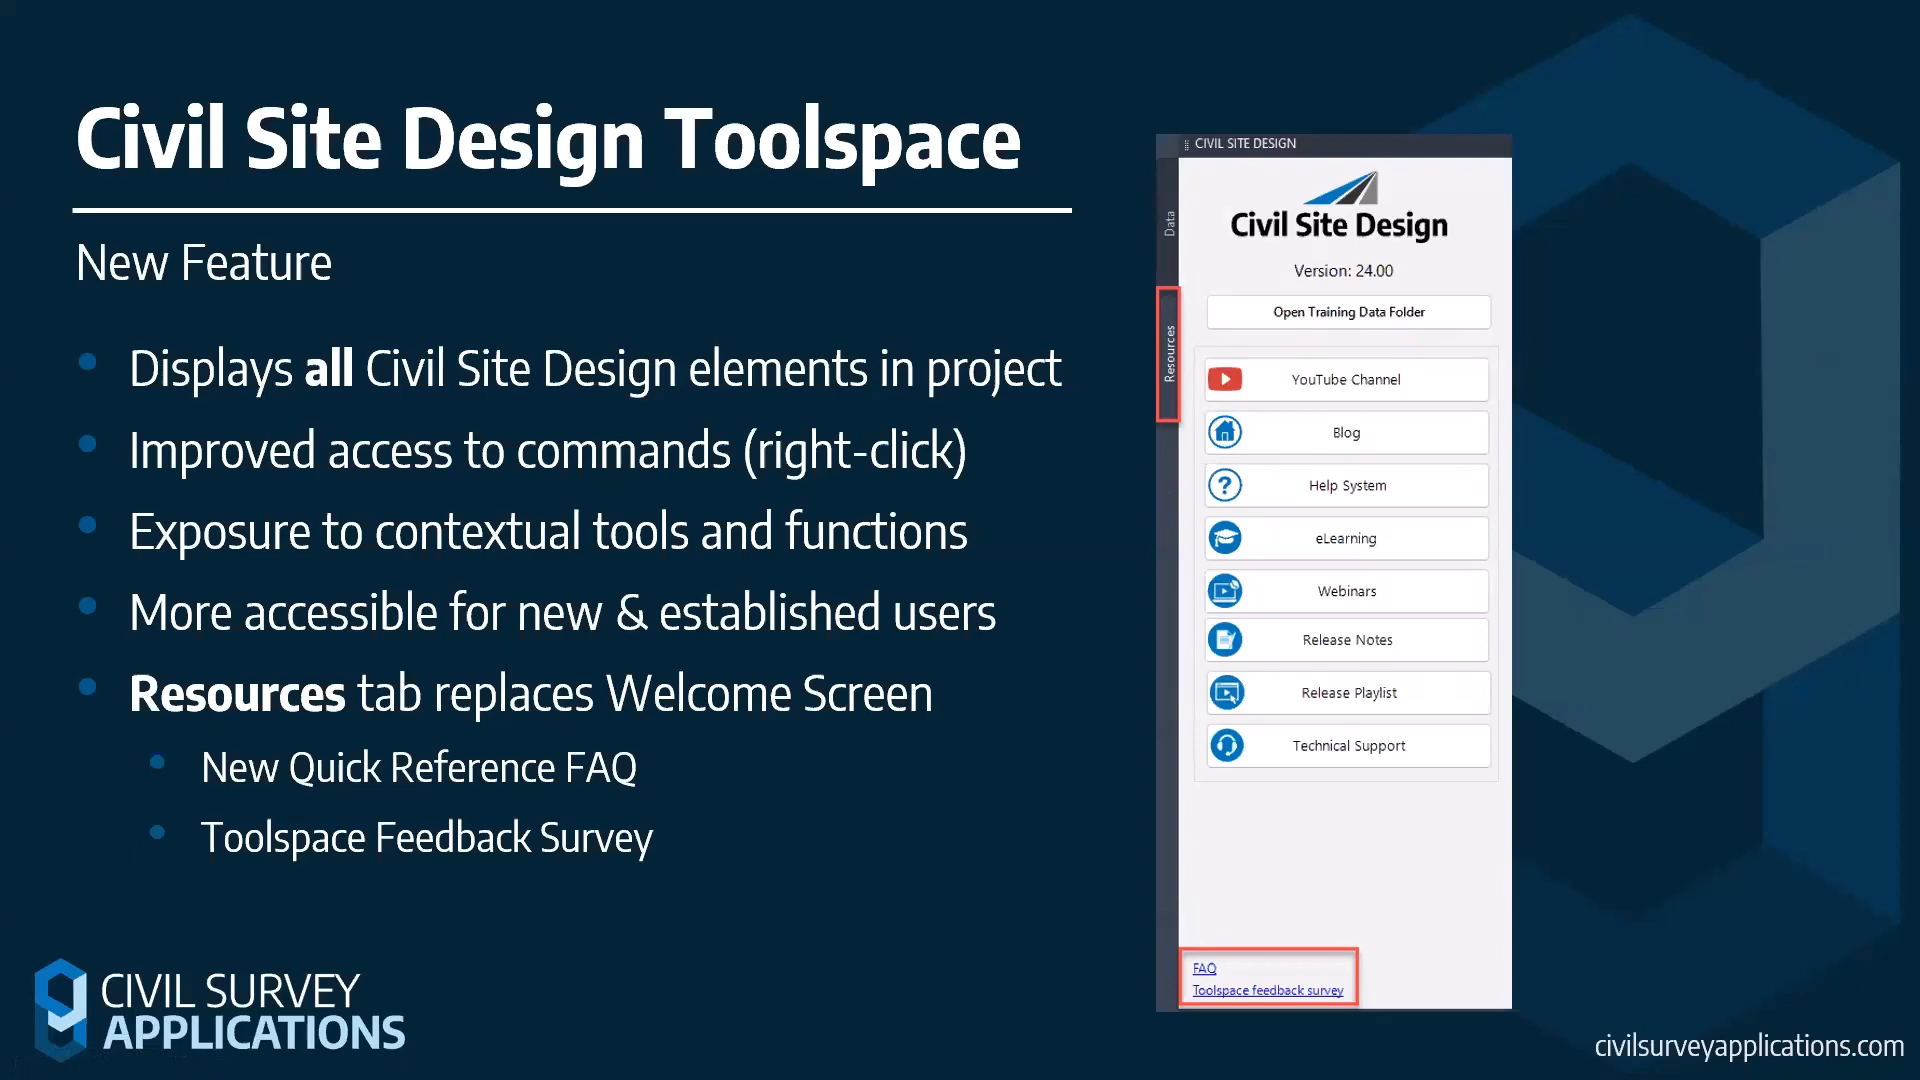 Civil Site Design Toolspace
New Feature
Displays all Civil Site Design elements in project
Improved access to commands (right-click)
Exposure to contextual tools and functions
More accessible for new & established users
Resources tab replaces Welcome Screen
New Quick Reference FAQ
Toolspace Feedback Survey
CIVIL SURVEY
APPLICATIONS
CIVIL SITE DESIGN
Data
Resources
Civil Site Design
Version: 24.00
Open Training Data Folder
YouTube Channel
Blog
Help System
eLearning
Webinars
Release Notes
Release Playlist
Technical Support
FAQ
Toolspace feedback survey
civilsurveyapplications.com